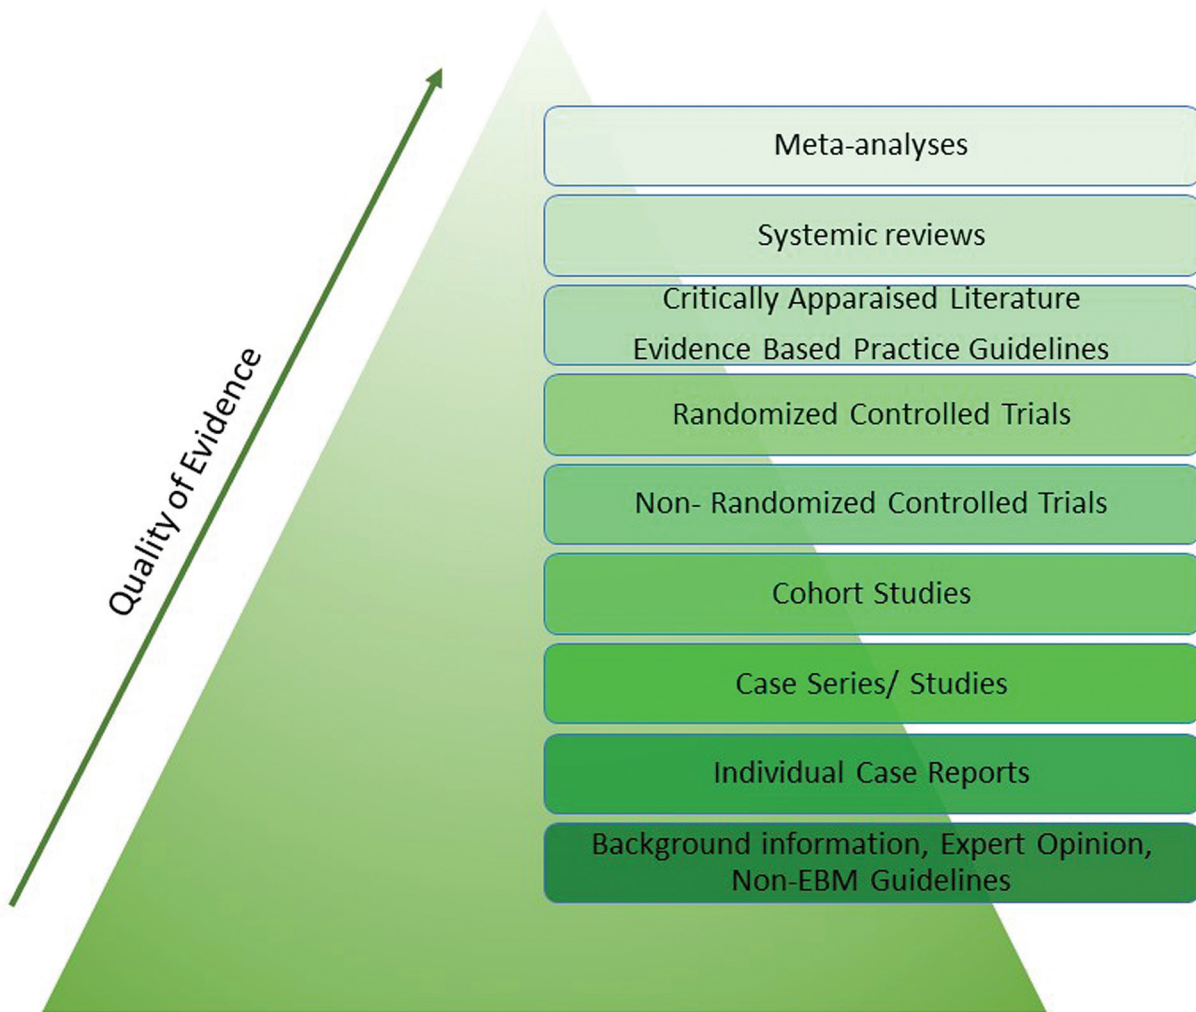 Meta-analyses
Systemic reviews
Critically Apparaised Literature
Evidence Based Practice Guidelines
Randomized Controlled Trials
Non- Randomized Controlled Trials
Cohort Studies
Case Series/ Studies
Individual Case Reports
Background information, Expert Opinion,
Non-EBM Guidelines
Quality of Evidence